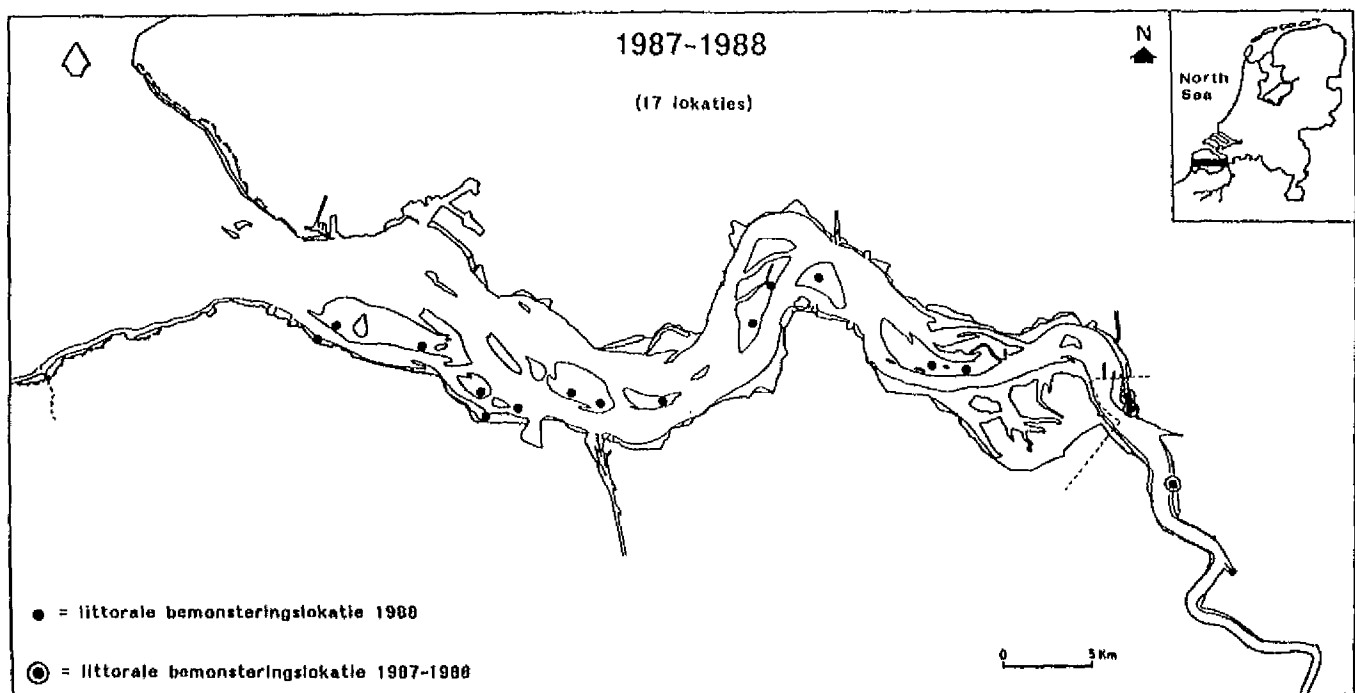 1987-1988
(17 lokaties)
N
North
Sea
● = littorale bemonsteringslokatie 1988
◉ = littorale bemonsteringslokatie 1987-1988
0 5 Km